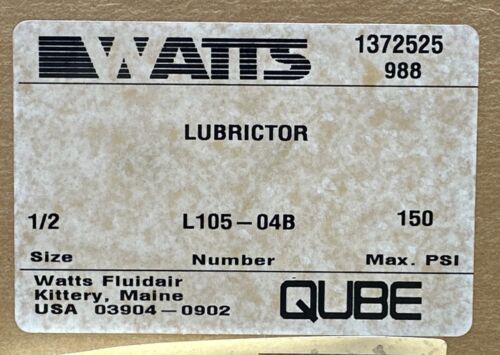 WATTS
1372525
988
LUBRICTOR
1/2 L105-04B 150
Size Number Max. PSI
Watts Fluidair
Kittery, Maine
USA 03904-0902
QUBE